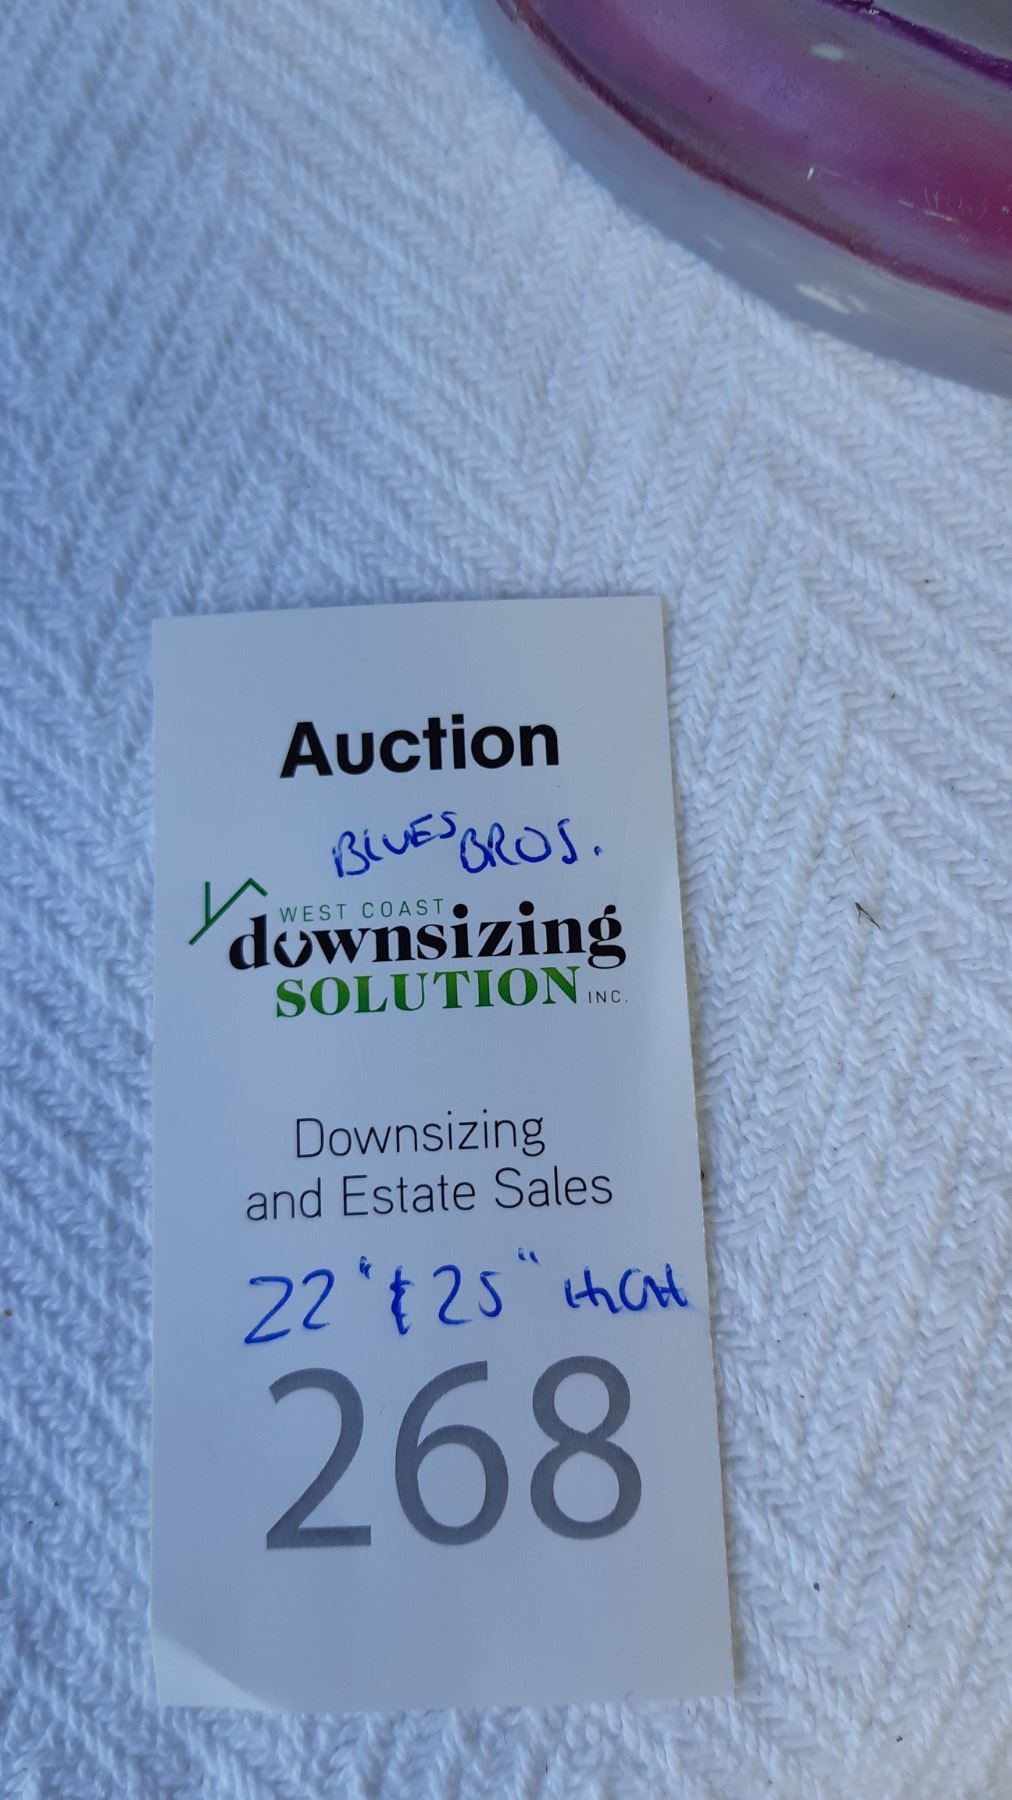 Auction
BLUES BROS.
WEST COAST
downsizing
SOLUTION INC.
Downsizing
and Estate Sales
22" & 25" HIGH
268